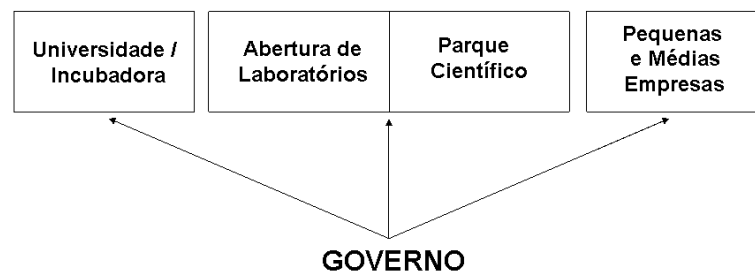 Universidade /
Incubadora
Abertura de
Laboratórios
Parque
Científico
Pequenas
e Médias
Empresas
GOVERNO